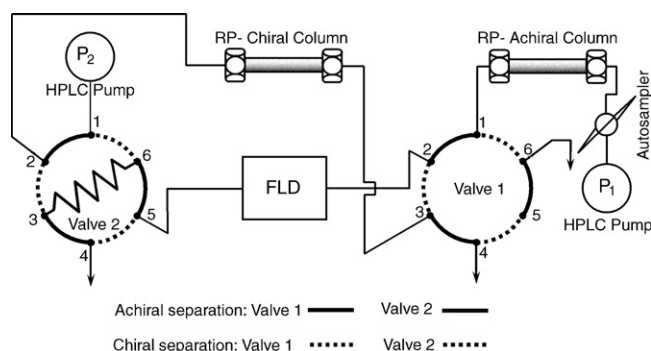 RP- Chiral Column
RP- Achiral Column
P2
HPLC Pump
Autosampler
P1
HPLC Pump
1
2
3
4
5
6
Valve 2
FLD
1
2
3
4
5
6
Valve 1
Achiral separation: Valve 1 Valve 2
Chiral separation: Valve 1 Valve 2